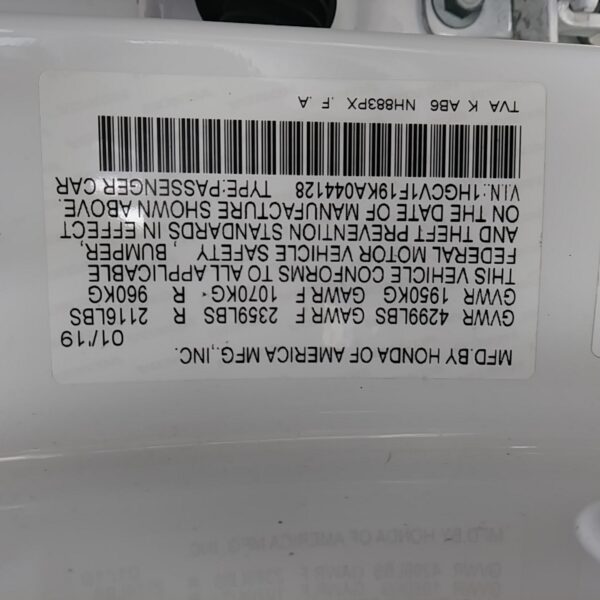 MFD.BY HONDA OF AMERICA MFG.,INC.
01/'19
GVWR 4299LBS GAWR F 2359LBS R 2116LBS
GVWR 1950KG GAWR F 1070KG R 960KG
THIS VEHICLE CONFORMS TO ALL APPLICABLE
FEDERAL MOTOR VEHICLE SAFETY , BUMPER,
AND THEFT PREVENTION STANDARDS IN EFFECT
ON THE DATE OF MANUFACTURE SHOWN ABOVE.
V.I.N.:1HGCV1F19KA044128 TYPE:PASSENGER CAR
TVA K AB6 NH883PX .F .A